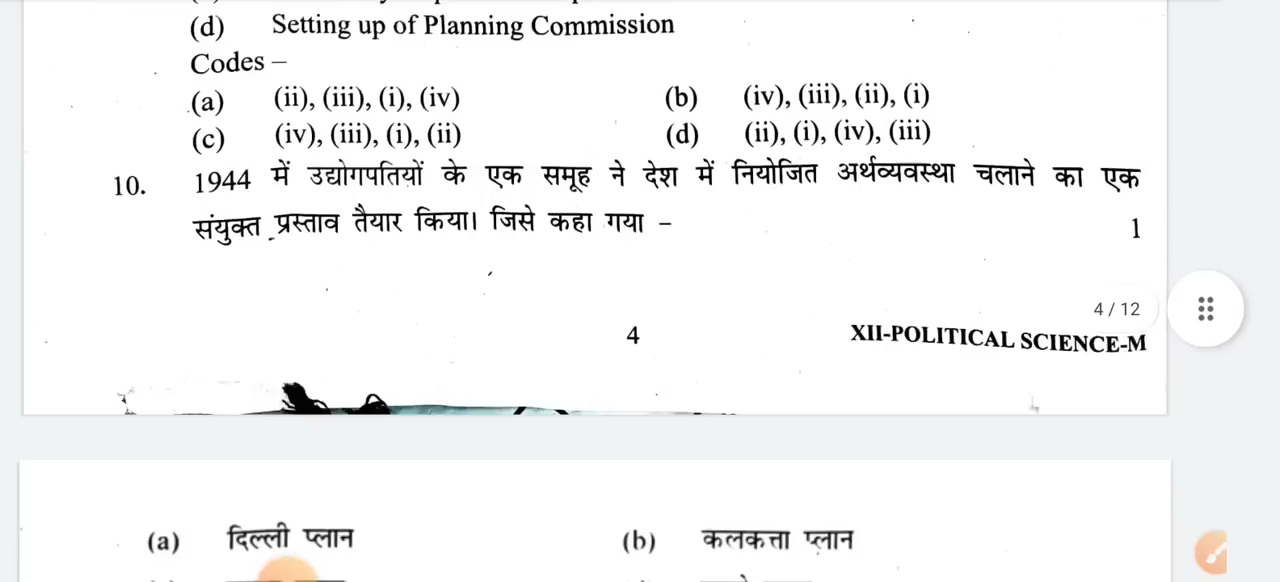 (d) Setting up of Planning Commission
Codes –
(a) (ii), (iii), (i), (iv) (b) (iv), (iii), (ii), (i)
(c) (iv), (iii), (i), (ii) (d) (ii), (i), (iv), (iii)
10. 1944 में उद्योगपतियों के एक समूह ने देश में नियोजित अर्थव्यवस्था चलाने का एक
संयुक्त प्रस्ताव तैयार किया। जिसे कहा गया – 1
4 / 12
4 XII-POLITICAL SCIENCE-M
(a) दिल्ली प्लान (b) कलकत्ता प्लान